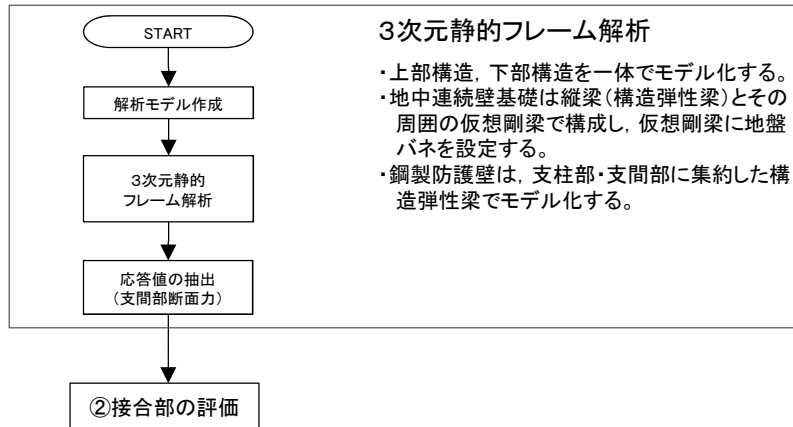 START
解析モデル作成
3次元静的
フレーム解析
応答値の抽出
(支間部断面力)
②接合部の評価
3次元静的フレーム解析
・上部構造，下部構造を一体でモデル化する。
・地中連続壁基礎は縦梁(構造弾性梁)とその
周囲の仮想剛梁で構成し，仮想剛梁に地盤
バネを設定する。
・鋼製防護壁は，支柱部・支間部に集約した構
造弾性梁でモデル化する。